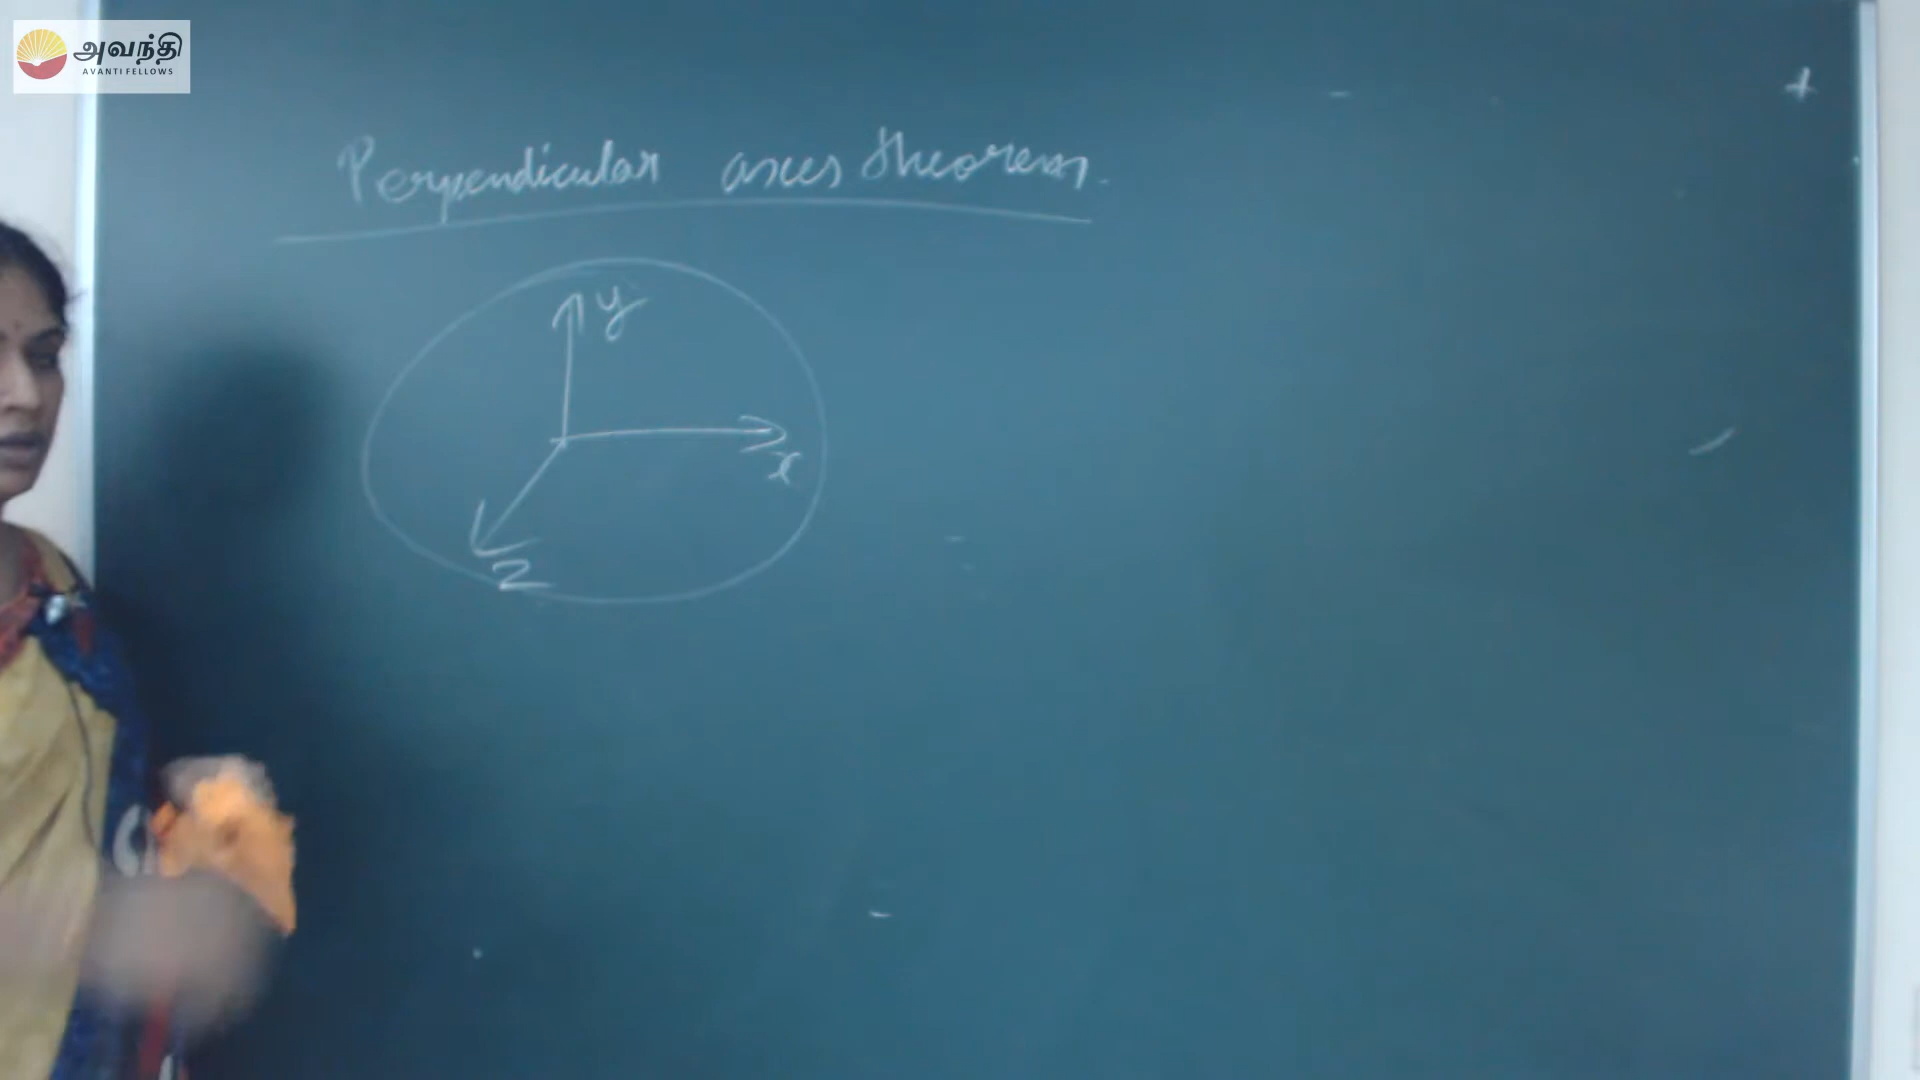 அவந்தி
AVANTI FELLOWS
Perpendicular axes theorem.
y
x
z